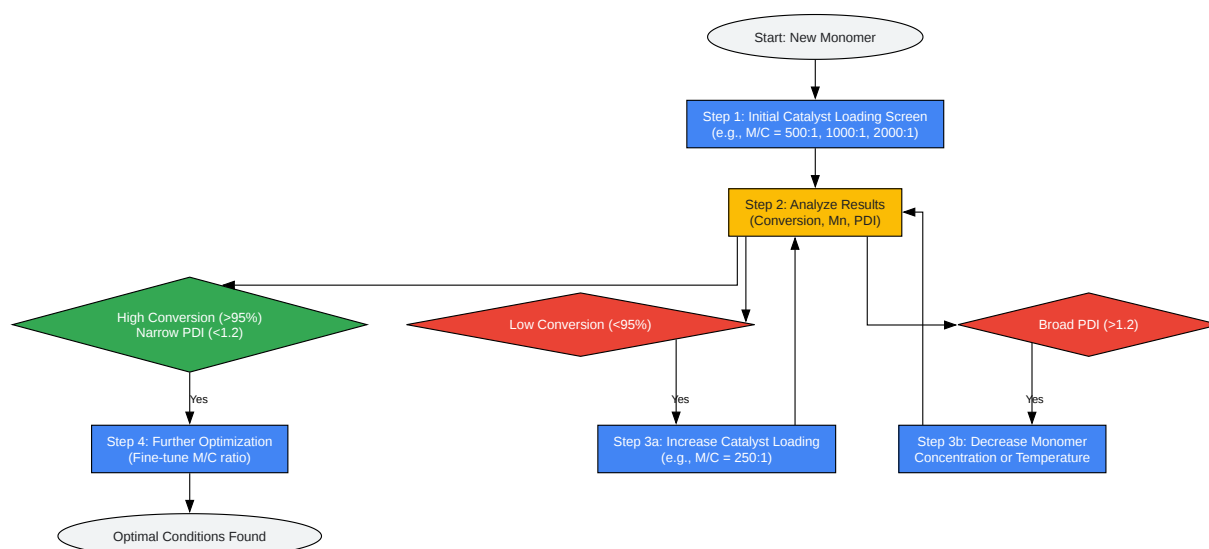 Start: New Monomer
Step 1: Initial Catalyst Loading Screen
(e.g., M/C = 500:1, 1000:1, 2000:1)
Step 2: Analyze Results
(Conversion, Mn, PDI)
High Conversion (>95%)
Narrow PDI (<1.2)
Low Conversion (<95%)
Broad PDI (>1.2)
Yes
Yes
Yes
Step 4: Further Optimization
(Fine-tune M/C ratio)
Step 3a: Increase Catalyst Loading
(e.g., M/C = 250:1)
Step 3b: Decrease Monomer
Concentration or Temperature
Optimal Conditions Found